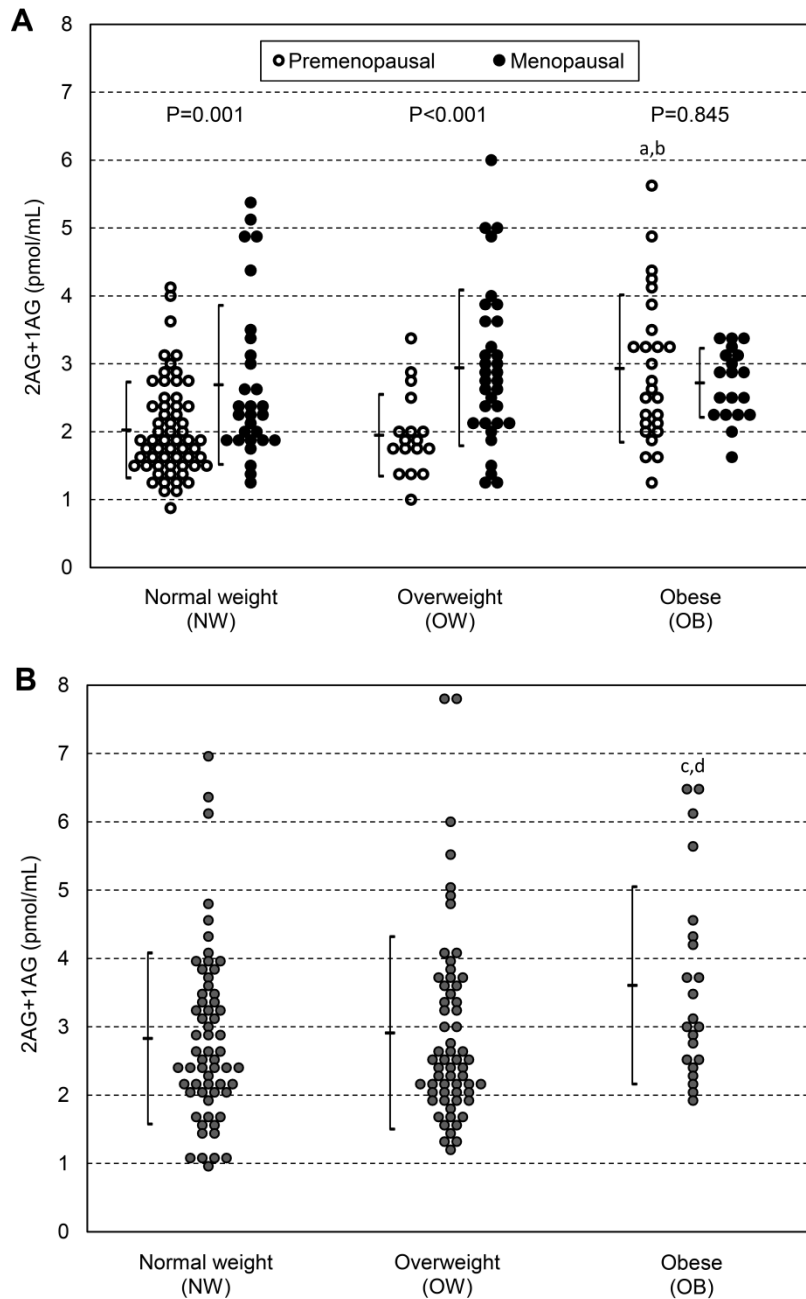 A
8
Premenopausal Menopausal
7
P=0.001 P<0.001 P=0.845
6
a,b
5
2AG+1AG (pmol/mL)
4
3
2
1
0
Normal weight
(NW)
Overweight
(OW)
Obese
(OB)
B
8
7
c,d
6
5
2AG+1AG (pmol/mL)
4
3
2
1
0
Normal weight
(NW)
Overweight
(OW)
Obese
(OB)